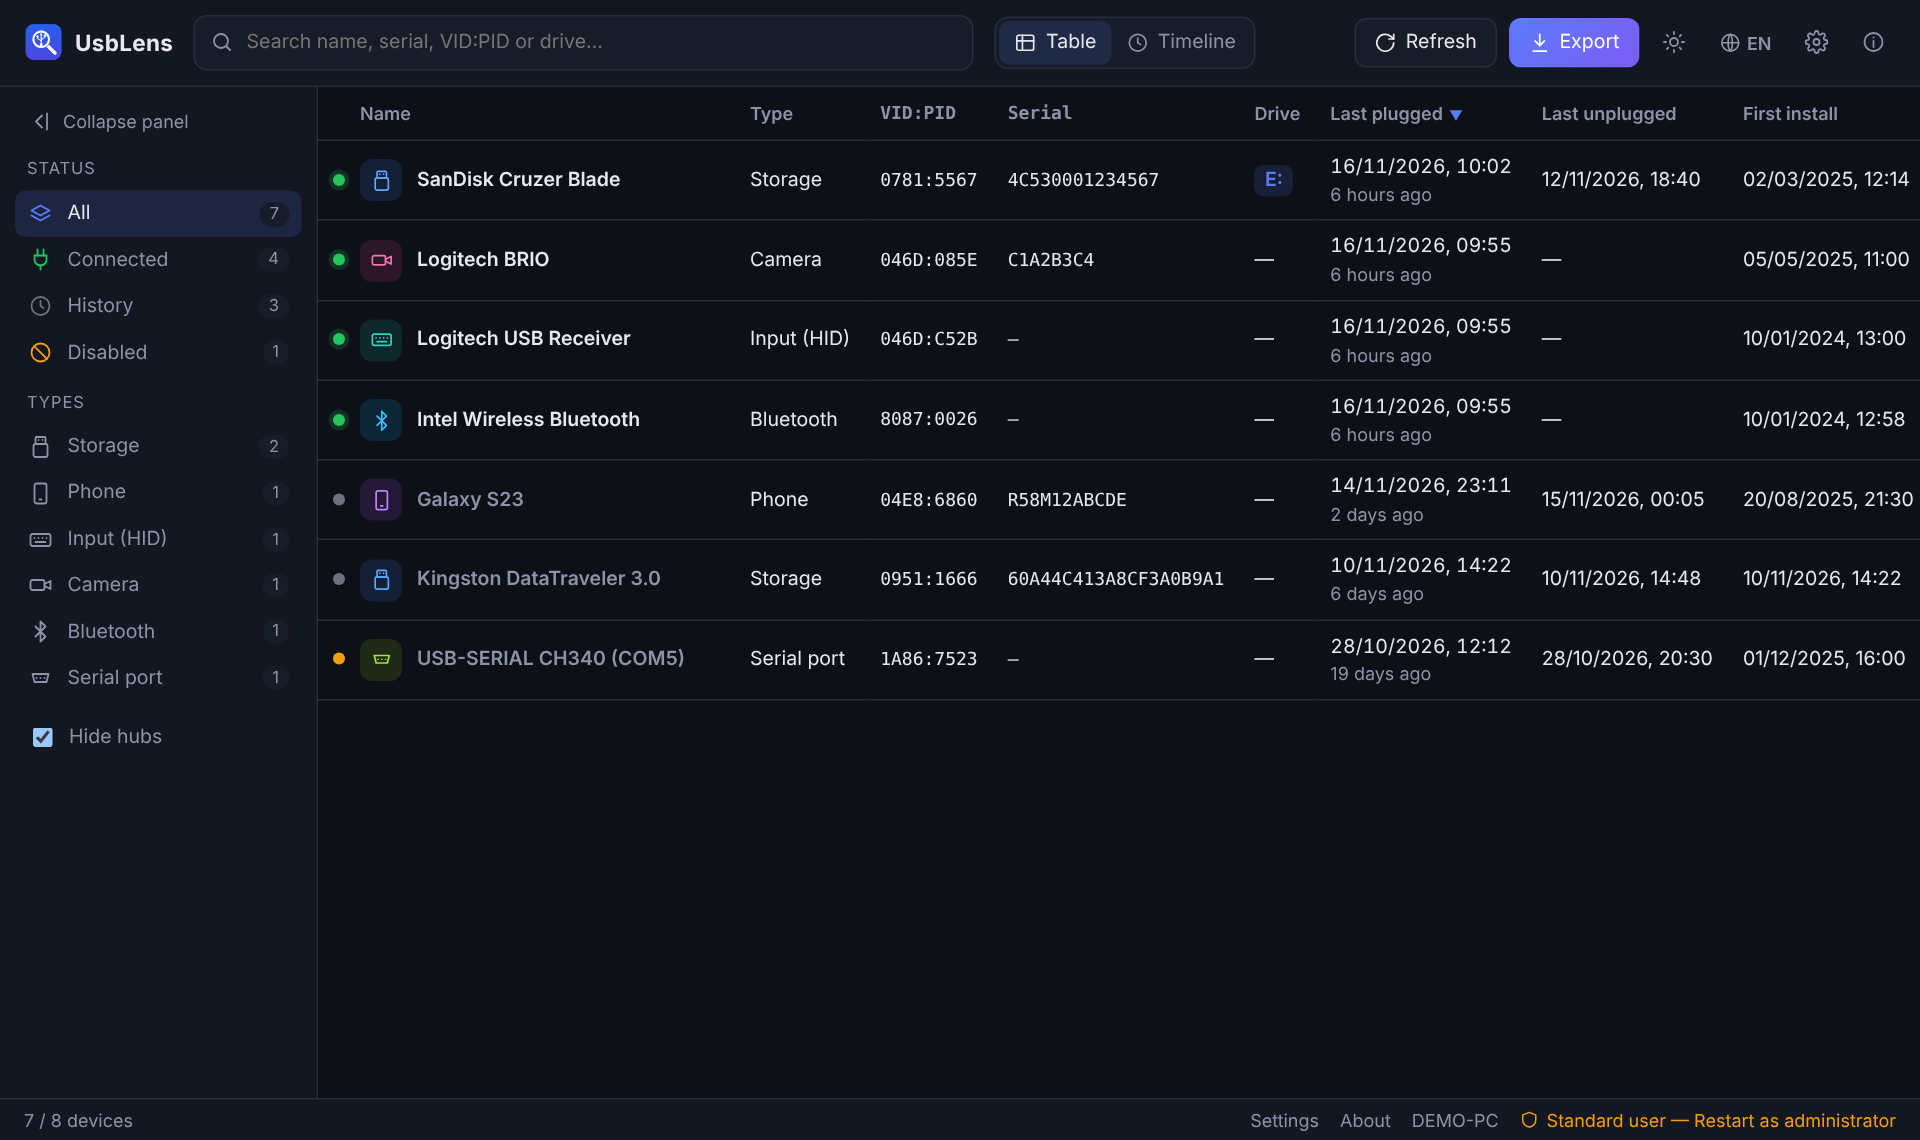 UsbLens
Search name, serial, VID:PID or drive...
Table
Timeline
Refresh
Export
EN
Collapse panel
STATUS
All 7
Connected 4
History 3
Disabled 1
TYPES
Storage 2
Phone 1
Input (HID) 1
Camera 1
Bluetooth 1
Serial port 1
Hide hubs
Name Type VID:PID Serial Drive Last plugged ▼ Last unplugged First install
SanDisk Cruzer Blade Storage 0781:5567 4C530001234567 E: 16/11/2026, 10:02 12/11/2026, 18:40 02/03/2025, 12:14
6 hours ago
Logitech BRIO Camera 046D:085E C1A2B3C4 — 16/11/2026, 09:55 — 05/05/2025, 11:00
6 hours ago
Logitech USB Receiver Input (HID) 046D:C52B — — 16/11/2026, 09:55 — 10/01/2024, 13:00
6 hours ago
Intel Wireless Bluetooth Bluetooth 8087:0026 — — 16/11/2026, 09:55 — 10/01/2024, 12:58
6 hours ago
Galaxy S23 Phone 04E8:6860 R58M12ABCDE — 14/11/2026, 23:11 15/11/2026, 00:05 20/08/2025, 21:30
2 days ago
Kingston DataTraveler 3.0 Storage 0951:1666 60A44C413A8CF3A0B9A1 — 10/11/2026, 14:22 10/11/2026, 14:48 10/11/2026, 14:22
6 days ago
USB-SERIAL CH340 (COM5) Serial port 1A86:7523 — — 28/10/2026, 12:12 28/10/2026, 20:30 01/12/2025, 16:00
19 days ago
7 / 8 devices
Settings About DEMO-PC Standard user — Restart as administrator